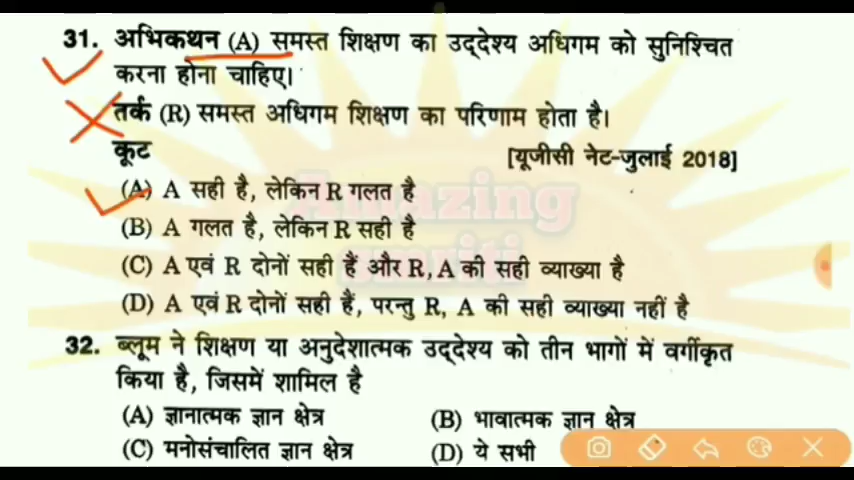 31. अभिकथन (A) समस्त शिक्षण का उद्देश्य अधिगम को सुनिश्चित
करना होना चाहिए।
तर्क (R) समस्त अधिगम शिक्षण का परिणाम होता है।
कूट [यूजीसी नेट-जुलाई 2018]
(A) A सही है, लेकिन R गलत है
(B) A गलत है, लेकिन R सही है
(C) A एवं R दोनों सही हैं और R, A की सही व्याख्या है
(D) A एवं R दोनों सही हैं, परन्तु R, A की सही व्याख्या नहीं है
Amazing
smriti
32. ब्लूम ने शिक्षण या अनुदेशात्मक उद्देश्य को तीन भागों में वर्गीकृत
किया है, जिसमें शामिल है
(A) ज्ञानात्मक ज्ञान क्षेत्र (B) भावात्मक ज्ञान क्षेत्र
(C) मनोसंचालित ज्ञान क्षेत्र (D) ये सभी